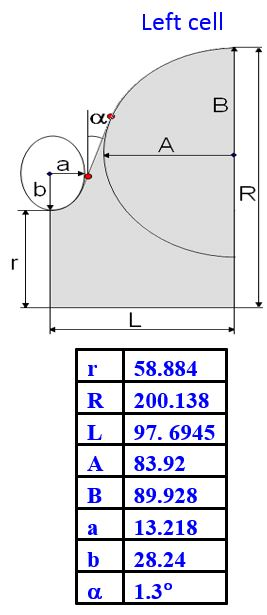 Left cell
B
α
A
a
b
R
r
L
r 58.884
R 200.138
L 97. 6945
A 83.92
B 89.928
a 13.218
b 28.24
α 1.3°